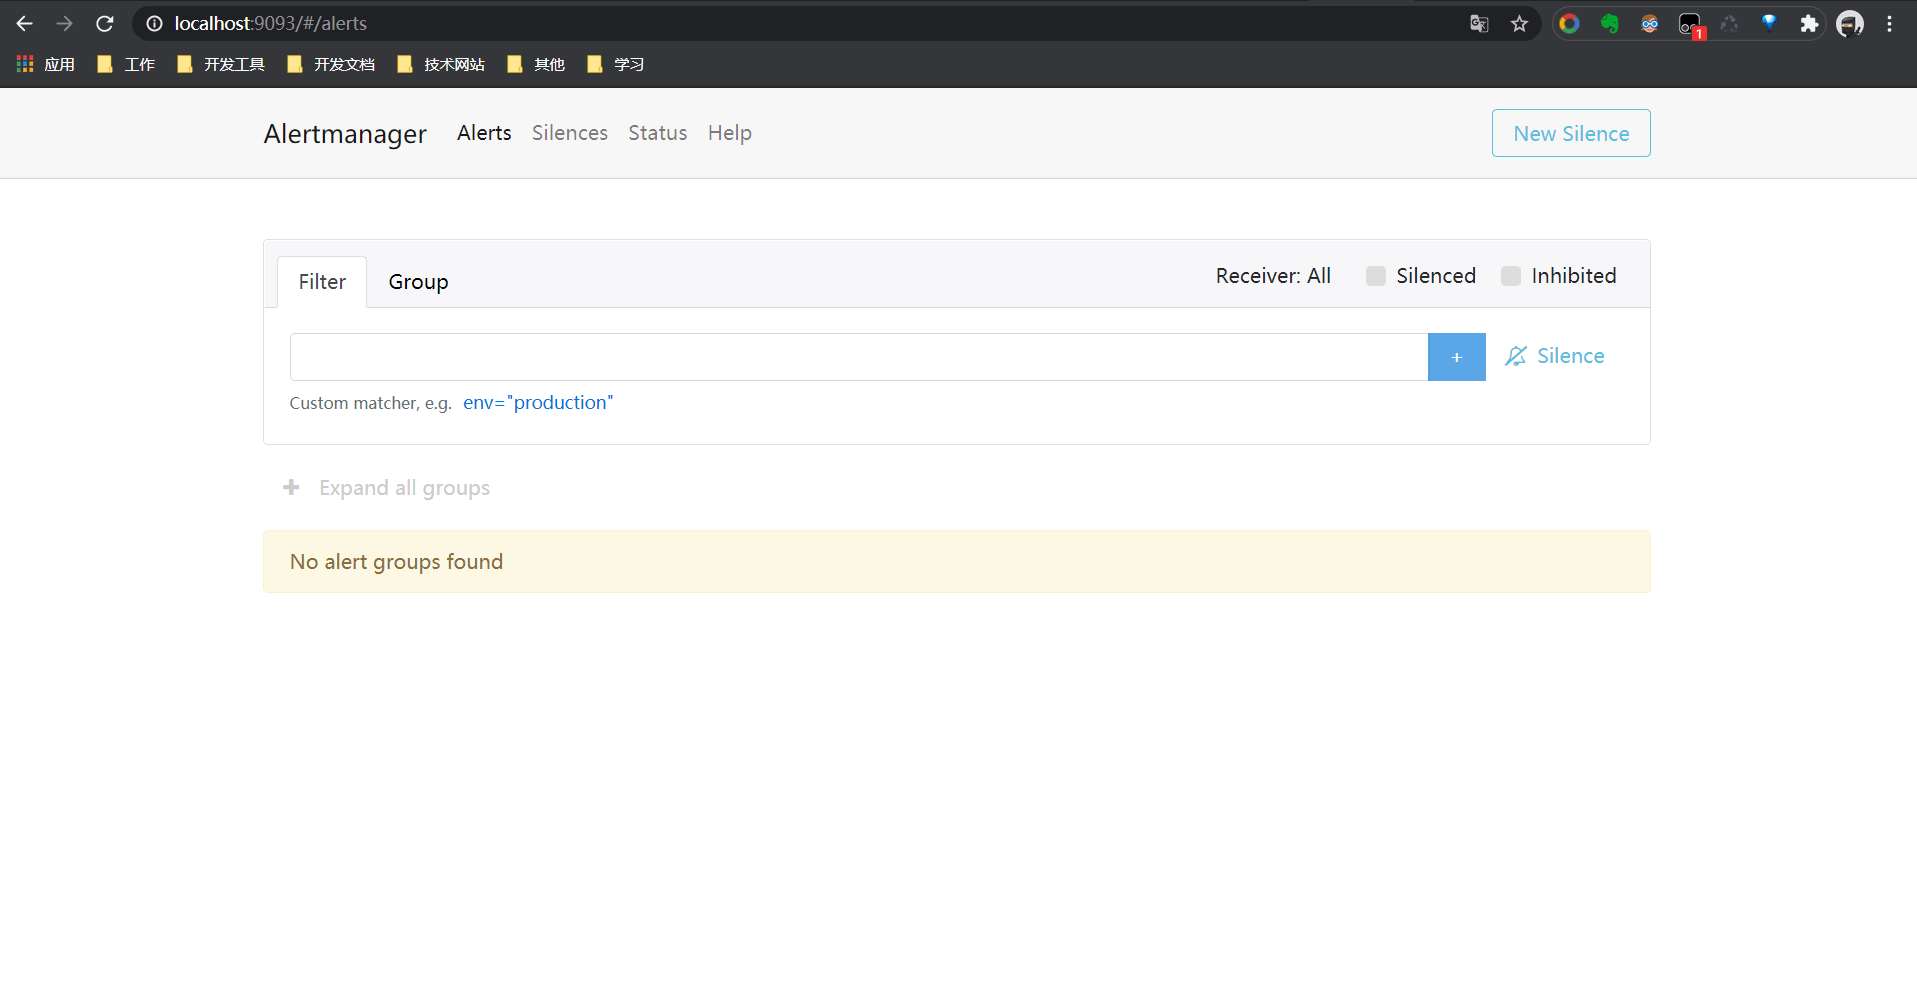 localhost:9093/#/alerts
1
应用 工作 开发工具 开发文档 技术网站 其他 学习
Alertmanager Alerts Silences Status Help New Silence
Filter Group Receiver: All Silenced Inhibited
+ Silence
Custom matcher, e.g. env="production"
+ Expand all groups
No alert groups found